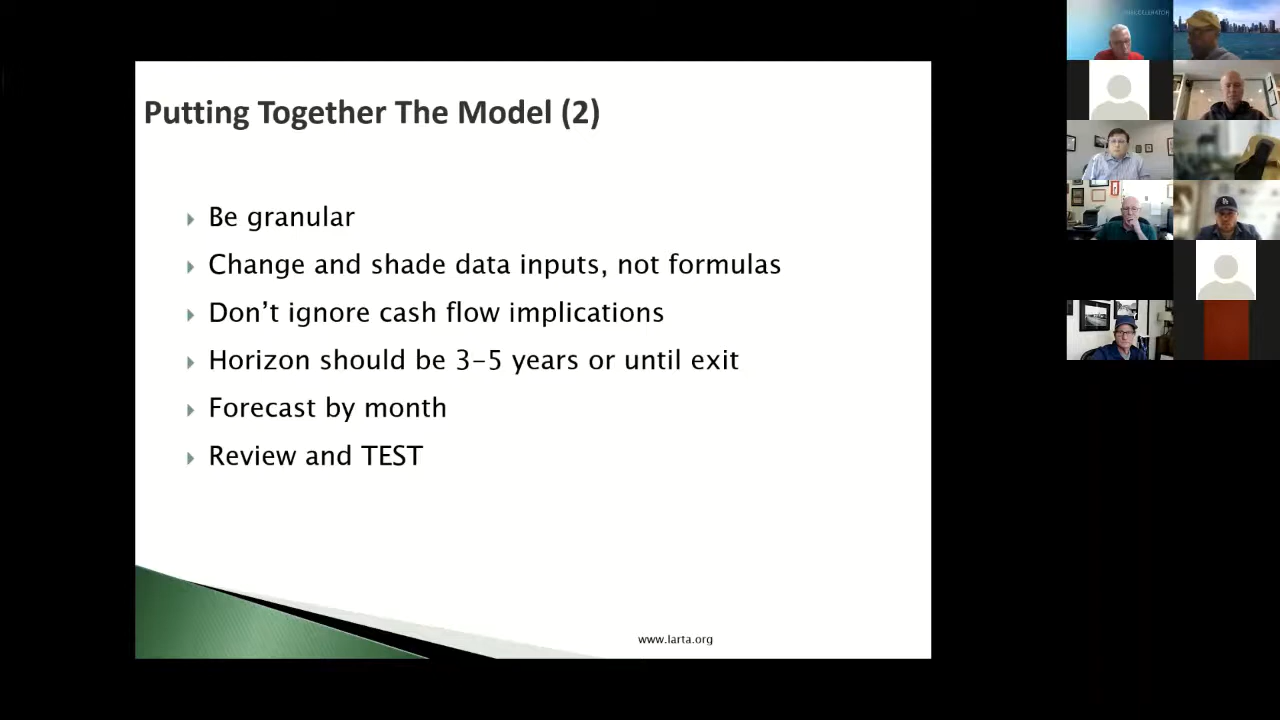 Putting Together The Model (2)
Be granular
Change and shade data inputs, not formulas
Don’t ignore cash flow implications
Horizon should be 3-5 years or until exit
Forecast by month
Review and TEST
www.larta.org